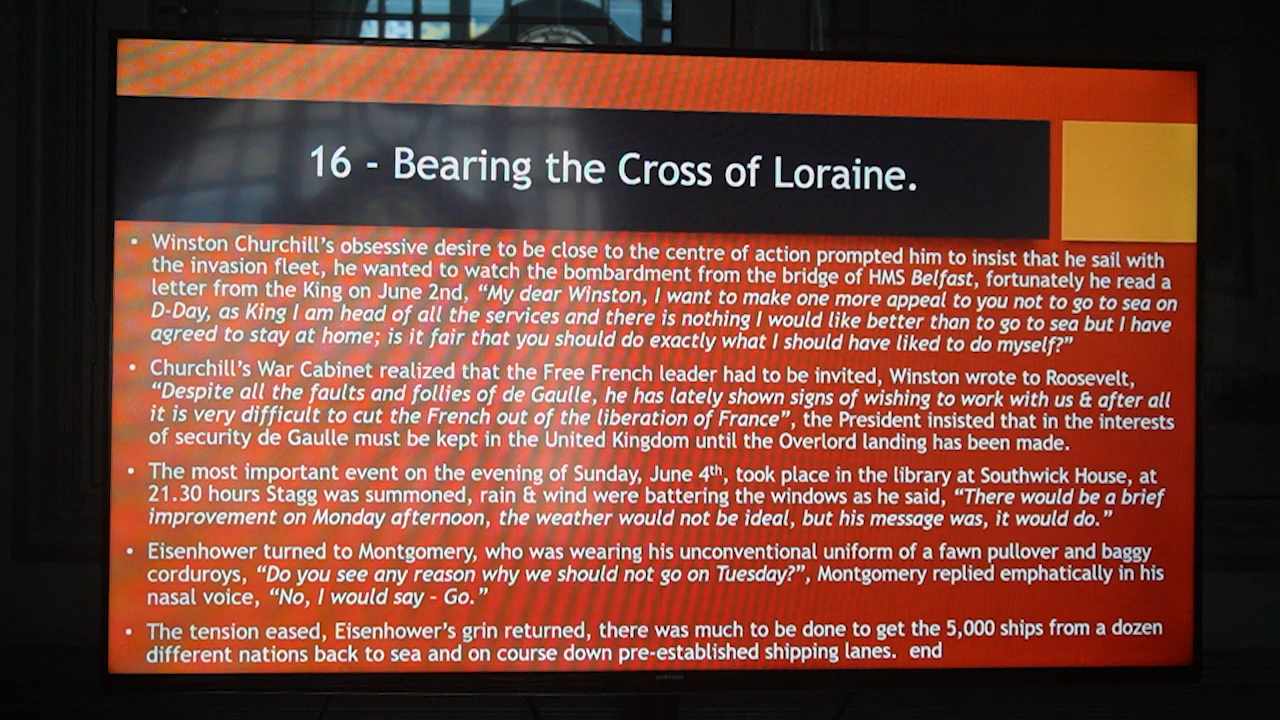 16 - Bearing the Cross of Loraine.
• Winston Churchill's obsessive desire to be close to the centre of action prompted him to insist that he sail with
the invasion fleet, he wanted to watch the bombardment from the bridge of HMS Belfast, fortunately he read a
letter from the King on June 2nd, “My dear Winston, I want to make one more appeal to you not to go to sea on
D-Day, as King I am head of all the services and there is nothing I would like better than to go to sea but I have
agreed to stay at home; is it fair that you should do exactly what I should have liked to do myself?”
• Churchill's War Cabinet realized that the Free French leader had to be invited, Winston wrote to Roosevelt,
“Despite all the faults and follies of de Gaulle, he has lately shown signs of wishing to work with us & after all
it is very difficult to cut the French out of the liberation of France”, the President insisted that in the interests
of security de Gaulle must be kept in the United Kingdom until the Overlord landing has been made.
• The most important event on the evening of Sunday, June 4th, took place in the library at Southwick House, at
21.30 hours Stagg was summoned, rain & wind were battering the windows as he said, “There would be a brief
improvement on Monday afternoon, the weather would not be ideal, but his message was, it would do.”
• Eisenhower turned to Montgomery, who was wearing his unconventional uniform of a fawn pullover and baggy
corduroys, “Do you see any reason why we should not go on Tuesday?”, Montgomery replied emphatically in his
nasal voice, “No, I would say – Go.”
• The tension eased, Eisenhower's grin returned, there was much to be done to get the 5,000 ships from a dozen
different nations back to sea and on course down pre-established shipping lanes. end
SAMSUNG